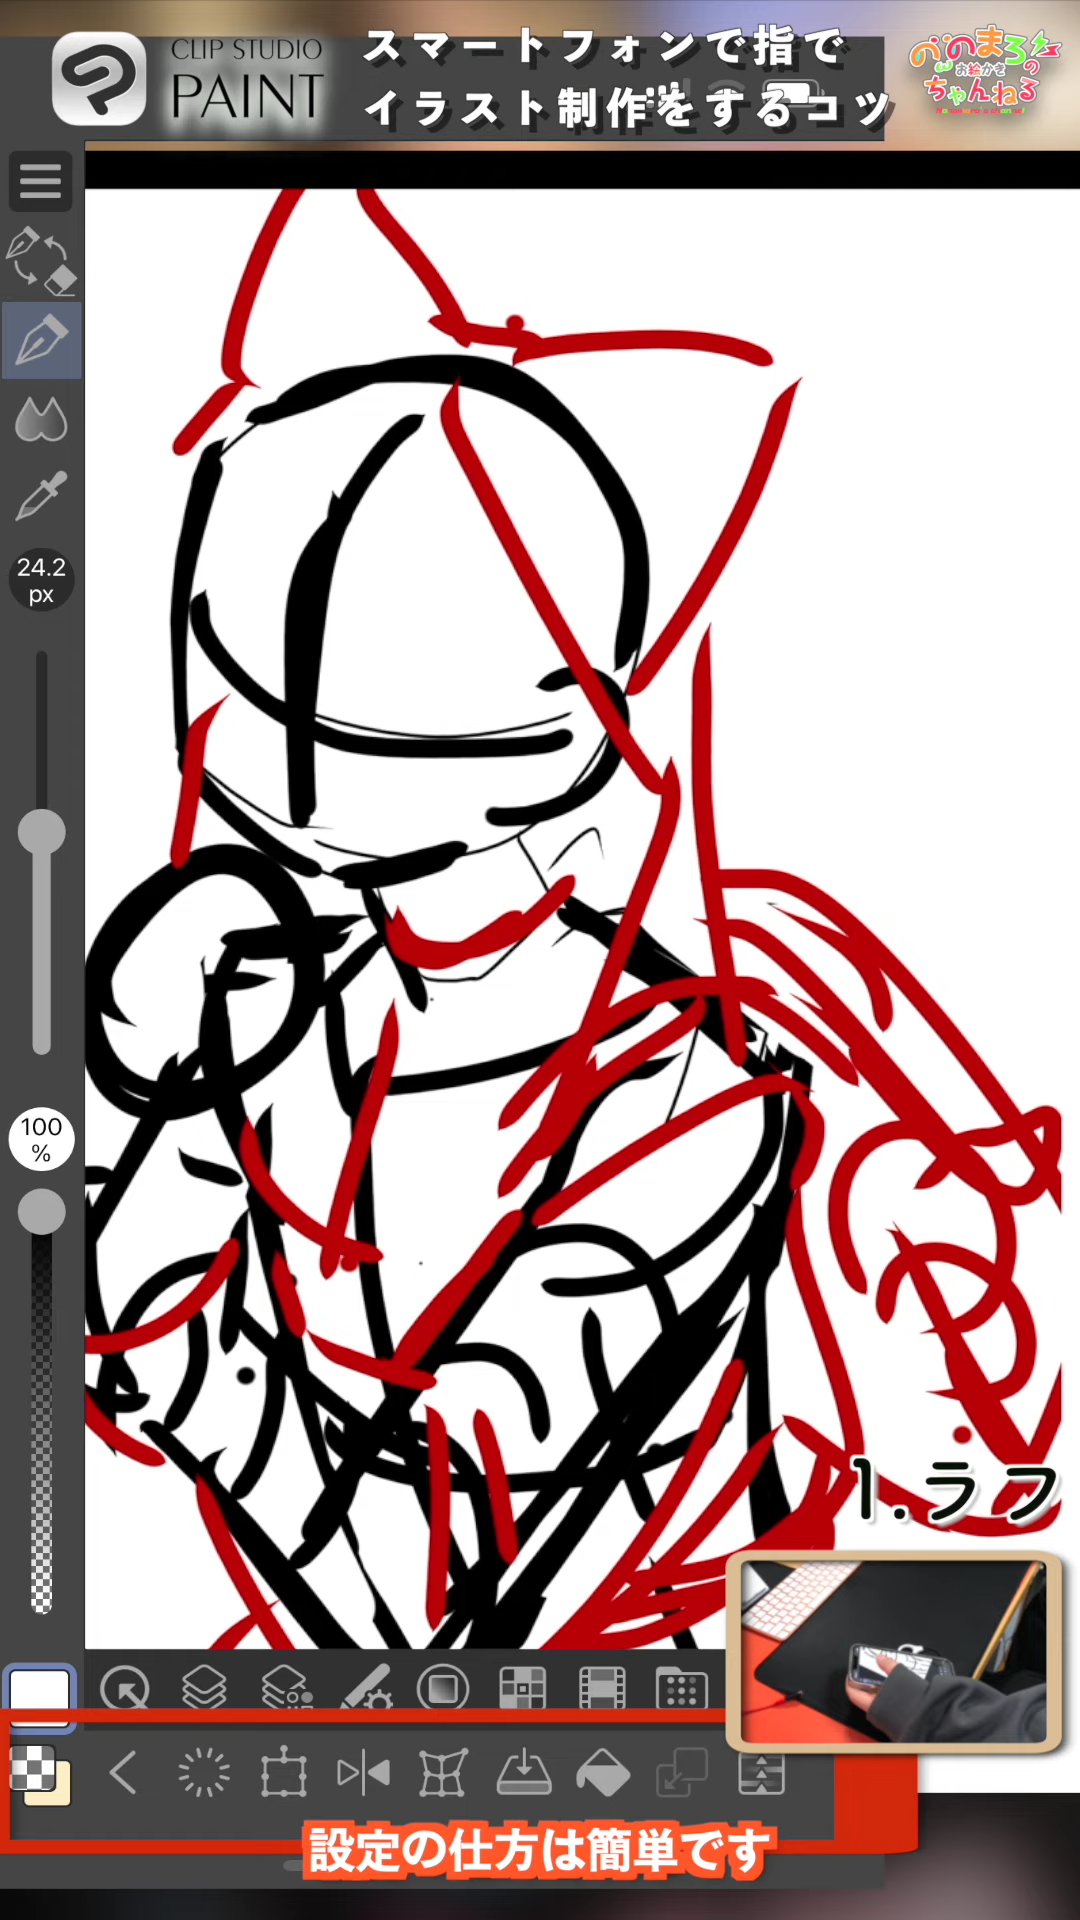 CLIP STUDIO
PAINT
スマートフォンで指で
イラスト制作をするコツ
べのまろの
お絵かき
ちゃんねる
24.2
px
100
%
1.ラフ
設定の仕方は簡単です